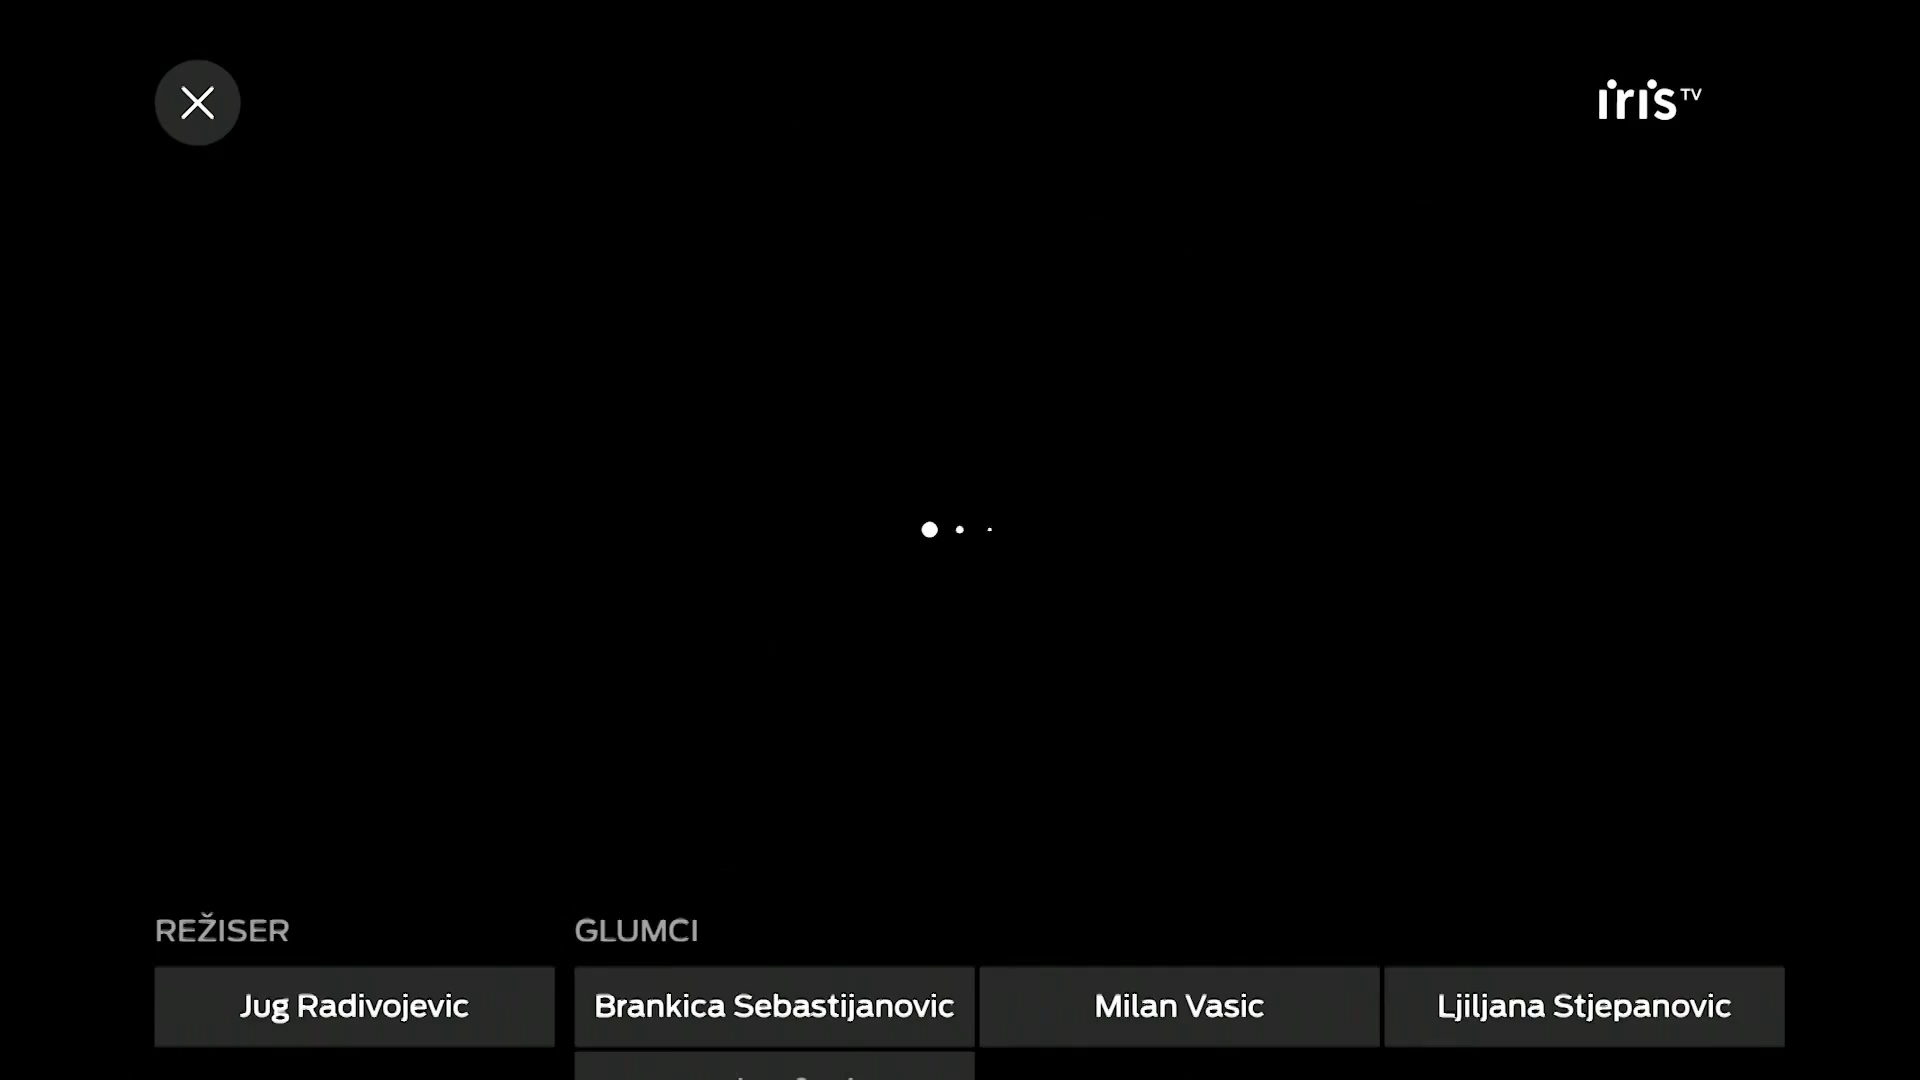 iris TV
REŽISER
GLUMCI
Jug Radivojevic
Brankica Sebastijanovic
Milan Vasic
Ljiljana Stjepanovic